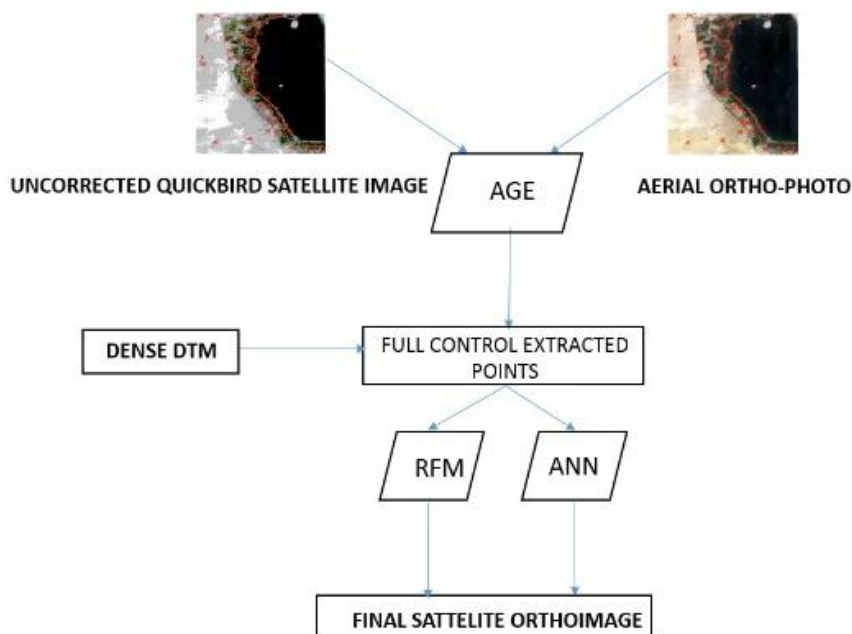 UNCORRECTED QUICKBIRD SATELLITE IMAGE
AGE
AERIAL ORTHO-PHOTO
DENSE DTM
FULL CONTROL EXTRACTED
POINTS
RFM
ANN
FINAL SATTELITE ORTHOIMAGE